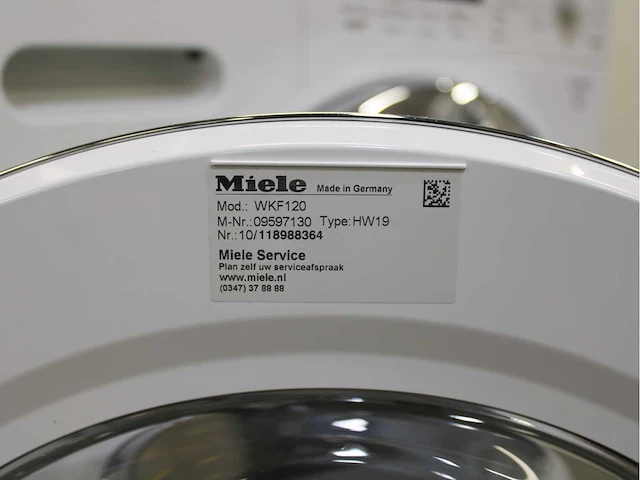 Miele Made in Germany
Mod.: WKF120
M-Nr.:09597130 Type:HW19
Nr.:10/118988364
Miele Service
Plan zelf uw serviceafspraak
www.miele.nl
(0347) 37 88 88